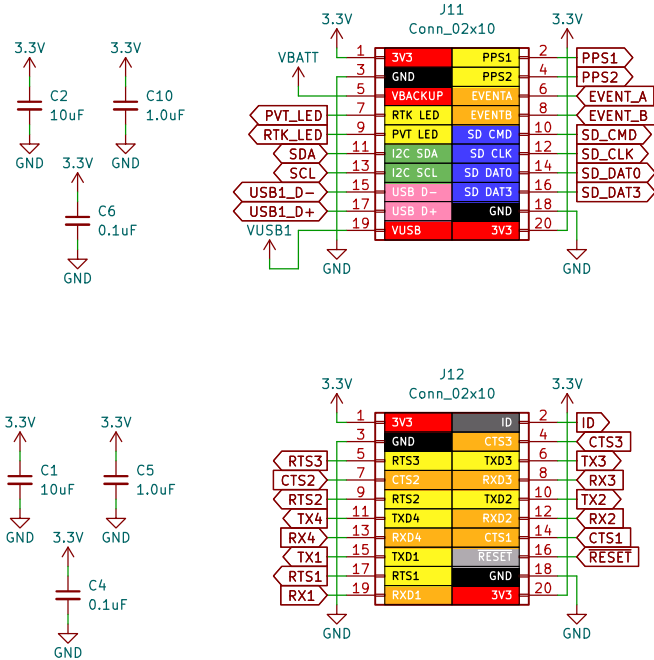 J11
Conn_02x10
3.3V
3.3V
3.3V
3.3V
VBATT
C2
10uF
C10
1.0uF
GND
GND
3.3V
C6
0.1uF
GND
1 3V3 PPS1 2 PPS1
3 GND PPS2 4 PPS2
5 VBACKUP EVENTA 6 EVENT_A
PVT_LED 7 RTK LED EVENTB 8 EVENT_B
RTK_LED 9 PVT LED SD CMD 10 SD_CMD
SDA 11 I2C SDA SD CLK 12 SD_CLK
SCL 13 I2C SCL SD DAT0 14 SD_DAT0
USB1_D- 15 USB D- SD DAT3 16 SD_DAT3
USB1_D+ 17 USB D+ GND 18
VUSB1 19 VUSB 3V3 20
GND
GND
J12
Conn_02x10
3.3V
3.3V
3.3V
3.3V
C1
10uF
C5
1.0uF
GND
GND
3.3V
C4
0.1uF
GND
1 3V3 ID 2 ID
3 GND CTS3 4 CTS3
RTS3 5 RTS3 TXD3 6 TX3
CTS2 7 CTS2 RXD3 8 RX3
RTS2 9 RTS2 TXD2 10 TX2
TX4 11 TXD4 RXD2 12 RX2
RX4 13 RXD4 CTS1 14 CTS1
TX1 15 TXD1 RESET 16 RESET
RTS1 17 RTS1 GND 18
RX1 19 RXD1 3V3 20
GND
GND